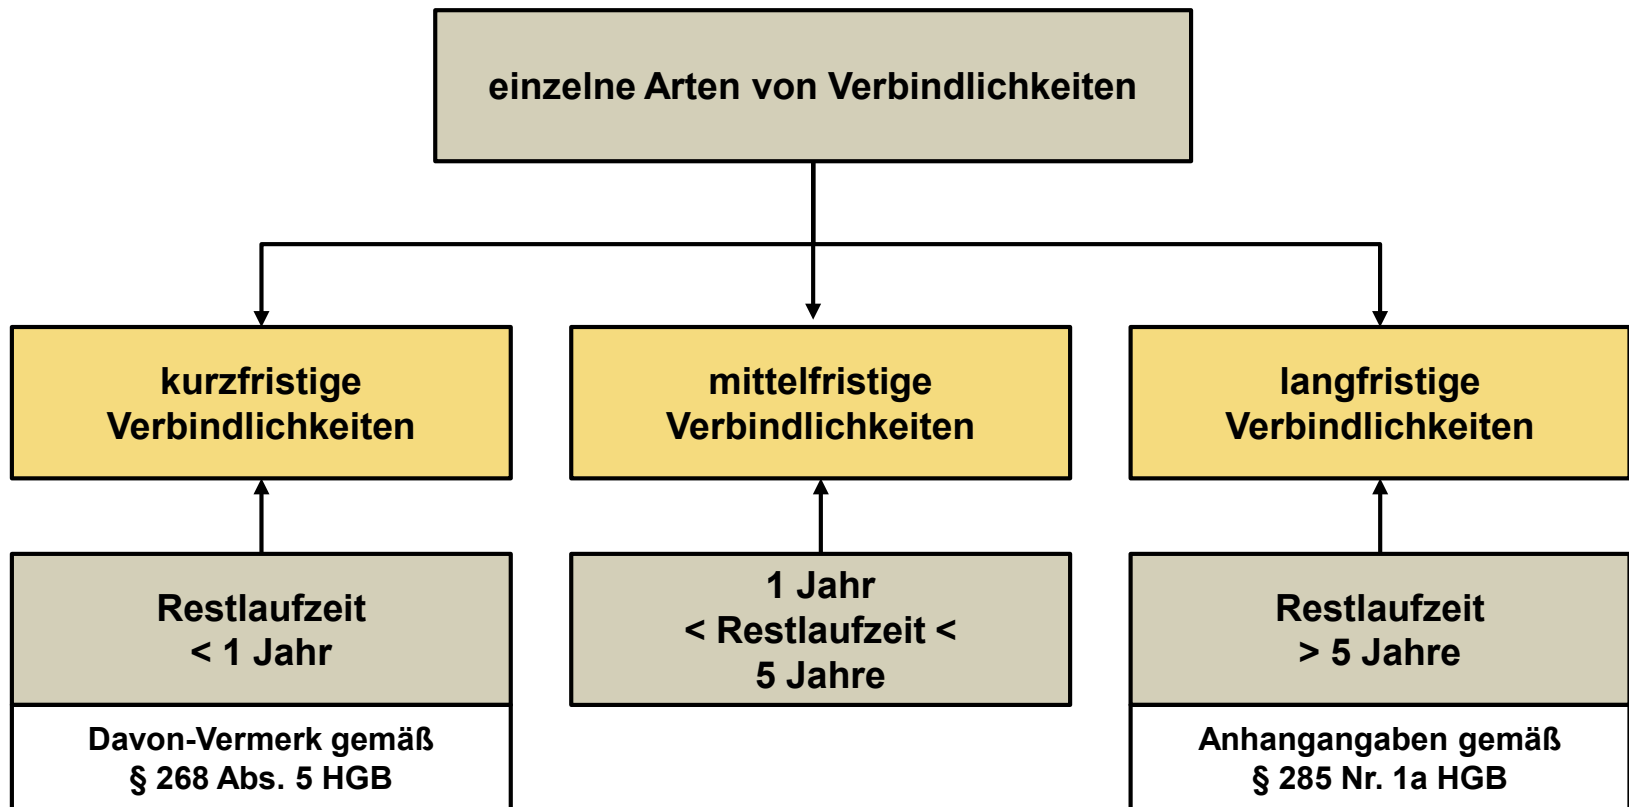 einzelne Arten von Verbindlichkeiten
kurzfristige
Verbindlichkeiten
mittelfristige
Verbindlichkeiten
langfristige
Verbindlichkeiten
Restlaufzeit
< 1 Jahr
1 Jahr
< Restlaufzeit <
5 Jahre
Restlaufzeit
> 5 Jahre
Davon-Vermerk gemäß
§ 268 Abs. 5 HGB
Anhangangaben gemäß
§ 285 Nr. 1a HGB